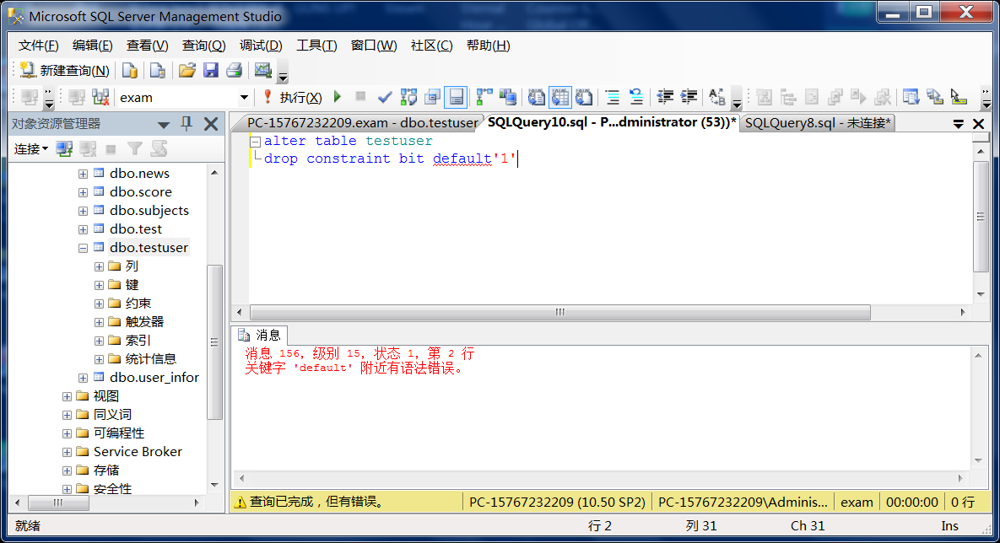 Microsoft SQL Server Management Studio
文件(F) 编辑(E) 查看(V) 查询(Q) 调试(D) 工具(T) 窗口(W) 社区(C) 帮助(H)
新建查询(N)
exam 执行(X)
对象资源管理器
连接
dbo.news
dbo.score
dbo.subjects
dbo.test
dbo.testuser
列
键
约束
触发器
索引
统计信息
dbo.user_infor
视图
同义词
可编程性
Service Broker
存储
安全性
PC-15767232209.exam - dbo.testuser SQLQuery10.sql - P...dministrator (53))* SQLQuery8.sql - 未连接*
alter table testuser
drop constraint bit default'1'
消息
消息 156，级别 15，状态 1，第 2 行
关键字 'default' 附近有语法错误。
查询已完成，但有错误。 PC-15767232209 (10.50 SP2) PC-15767232209\Adminis... exam 00:00:00 0 行
就绪 行 2 列 31 Ch 31 Ins